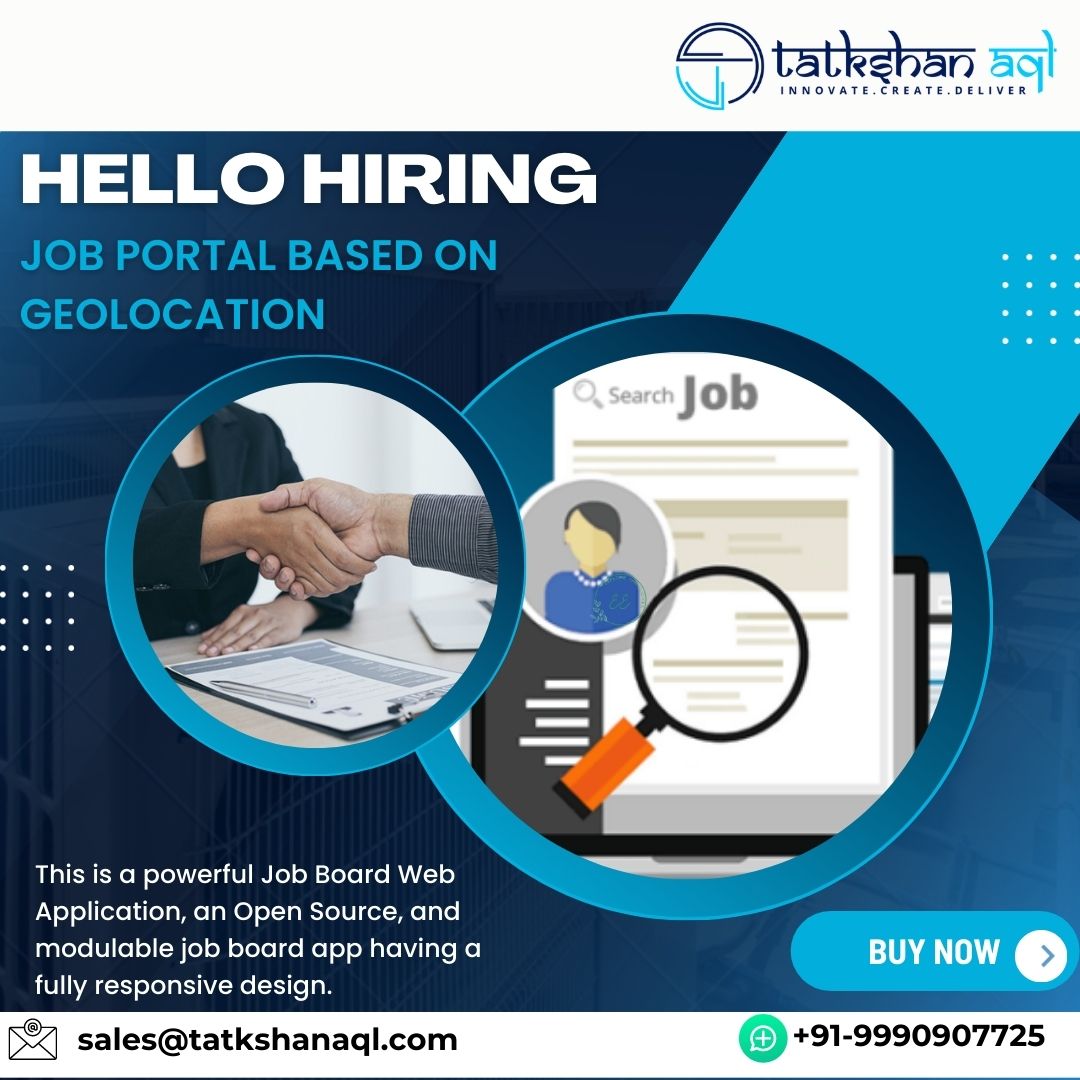 tatkshan aql
INNOVATE.CREATE.DELIVER
HELLO HIRING
JOB PORTAL BASED ON
GEOLOCATION
Search Job
EE
This is a powerful Job Board Web
Application, an Open Source, and
modulable job board app having a
fully responsive design.
BUY NOW
@
sales@tatkshanaql.com
+91-9990907725